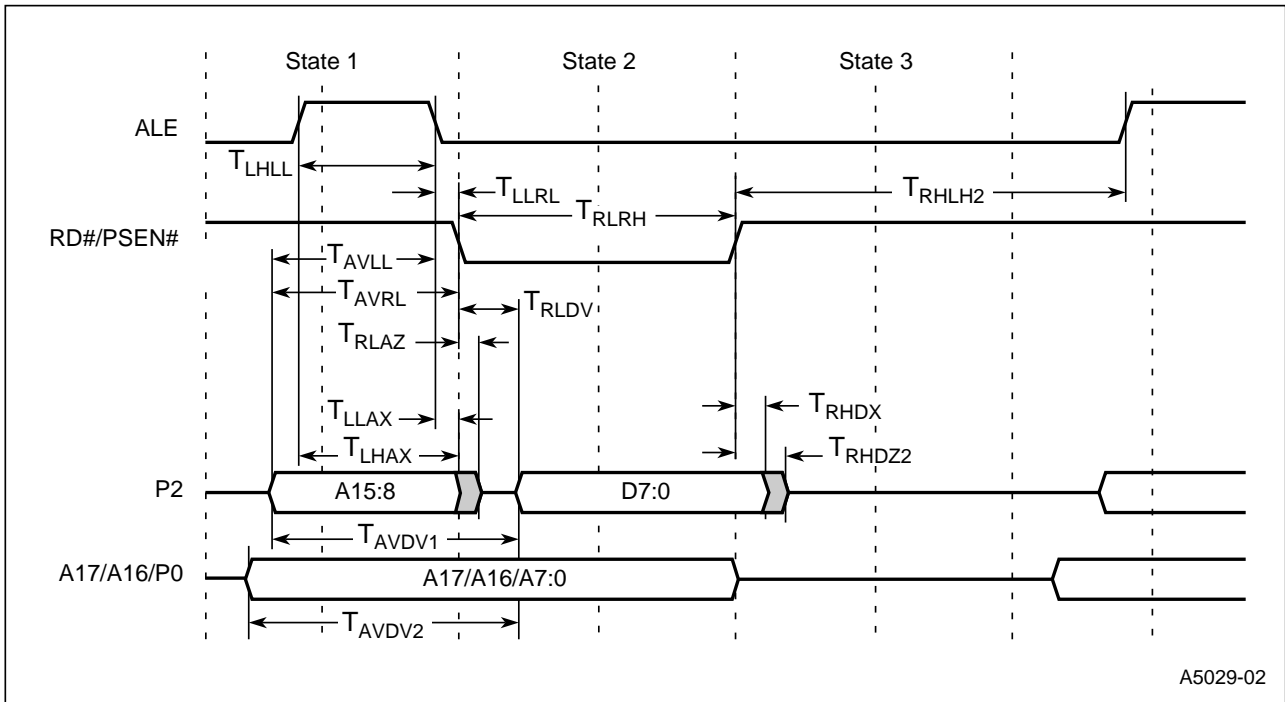 State 1 State 2 State 3
ALE
TLHLL
TLLRL
TRHLH2
TRLRH
RD#/PSEN#
TAVLL
TAVRL
TRLDV
TRLAZ
TLLAX
TRHDX
TLHAX
TRHDZ2
P2 A15:8 D7:0
TAVDV1
A17/A16/P0 A17/A16/A7:0
TAVDV2
A5029-02